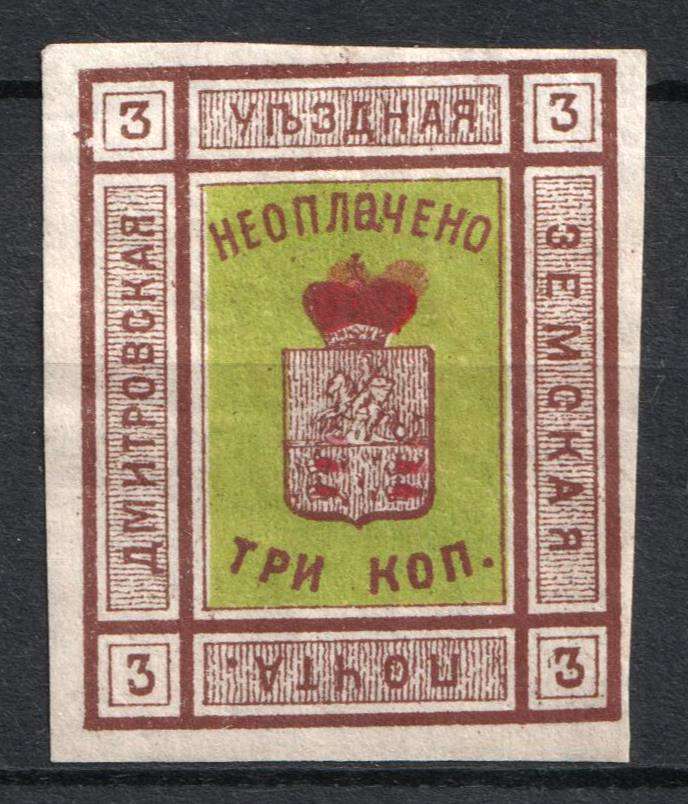 3
УѢЗДНАЯ
3
ДМИТРОВСКАЯ
НЕОПЛАЧЕНО
ЗЕМСКАЯ
ТРИ КОП.
3
ПОЧТА.
3